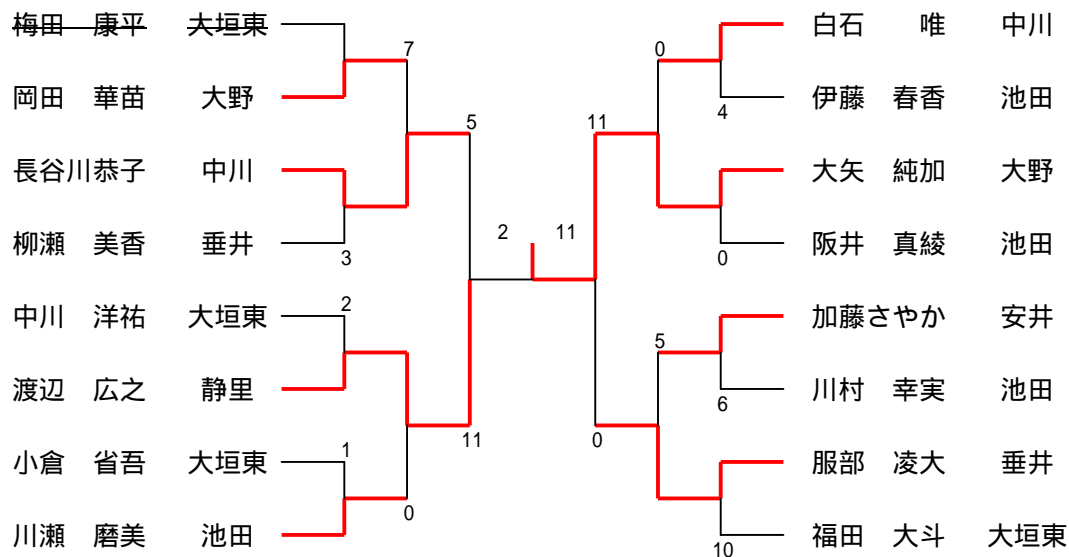 梅田 康平 大垣東
7
岡田 華苗 大野
5
長谷川恭子 中川
柳瀬 美香 垂井
3
2
中川 洋祐 大垣東
渡辺 広之 静里
11
小倉 省吾 大垣東
1
川瀬 磨美 池田
0
2 11
白石 唯 中川
0
伊藤 春香 池田
4
11
大矢 純加 大野
阪井 真綾 池田
0
加藤さやか 安井
5
川村 幸実 池田
6
0
服部 凌大 垂井
福田 大斗 大垣東
10